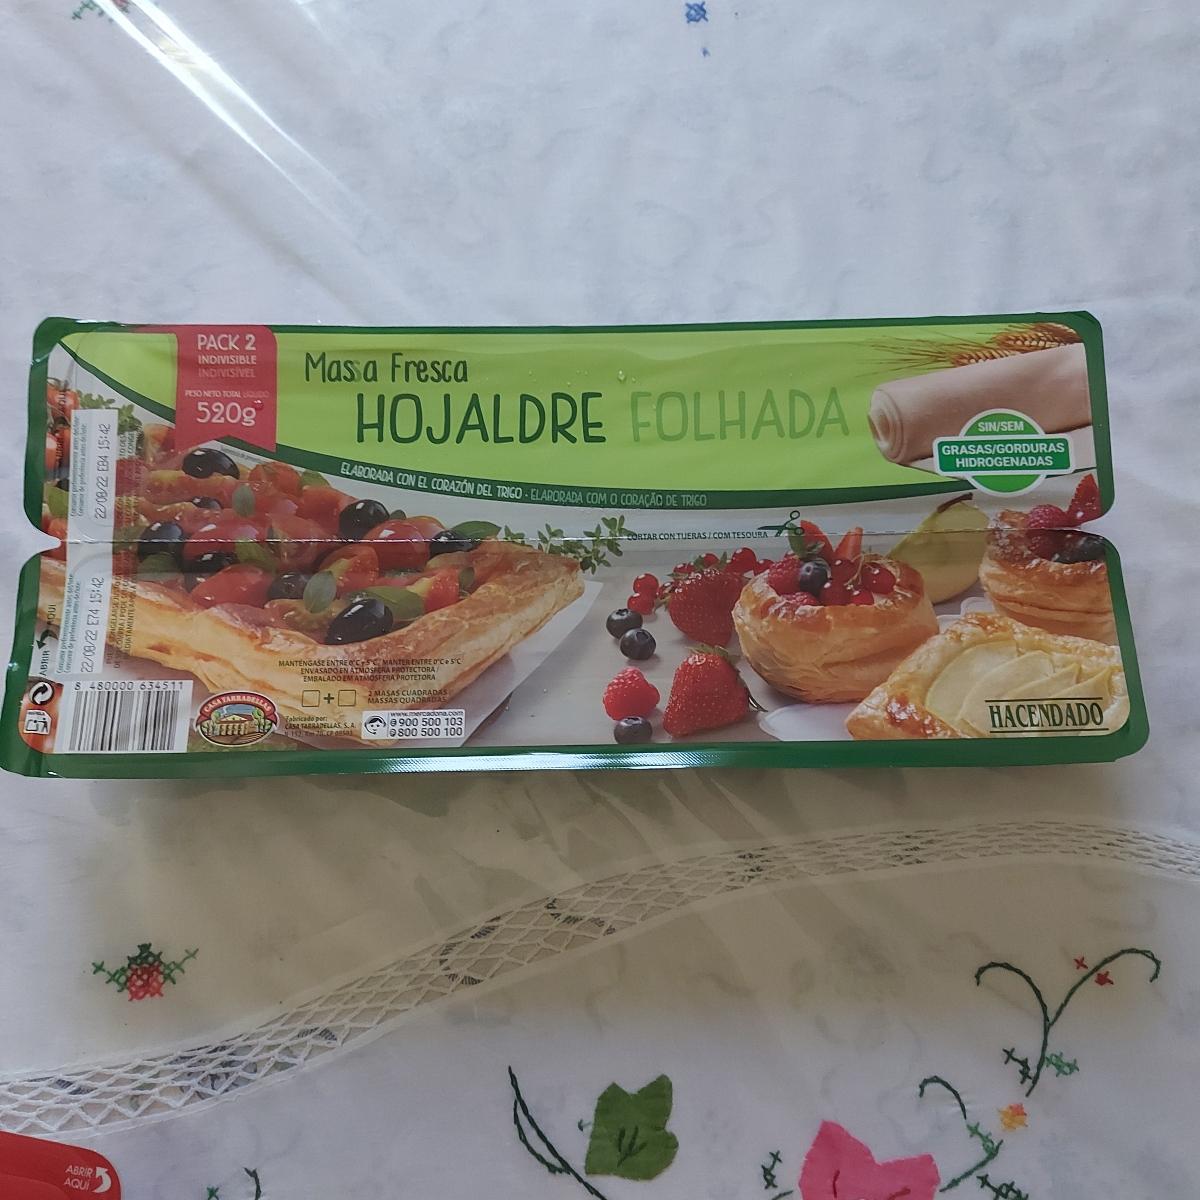 PACK 2
INDIVISIBLE
INDIVISÍVEL
PESO NETO TOTAL LÍQUIDO
520g
Massa Fresca
HOJALDRE FOLHADA
ELABORADA CON EL CORAZÓN DEL TRIGO - ELABORADA COM O CORAÇÃO DE TRIGO
SIN/SEM
GRASAS/GORDURAS
HIDROGENADAS
CORTAR CON TIJERAS / COM TESOURA
22/08/22 E84 15:42
22/08/22 E74 15:42
ABRIR AQUI
MANTÉNGASE ENTRE 0°C Y 5°C. MANTER ENTRE 0°C e 5°C
ENVASADO EN ATMÓSFERA PROTECTORA /
EMBALADO EM ATMOSFERA PROTETORA
2 MASAS CUADRADAS
MASSAS QUADRADAS
8 480000 634511
CASA TARRADELLAS
Fabricado por:
CASA TARRADELLAS, S.A.
www.mercadona.com
900 500 103
800 500 100
HACENDADO
ABRIR
AQUÍ